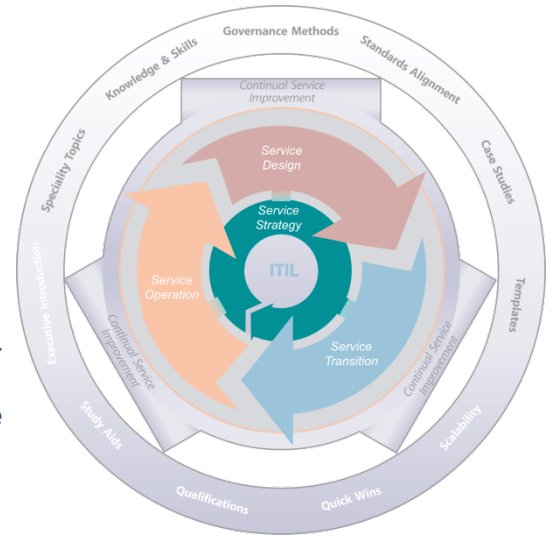 Governance Methods
Knowledge & Skills
Standards Alignment
Continual Service
Improvement
Speciality Topics
Case Studies
Service
Design
Service
Strategy
ITIL
Service
Operation
Service
Transition
Executive Introduction
Templates
Continual Service
Improvement
Continual Service
Improvement
Study Aids
Scalability
Qualifications
Quick Wins